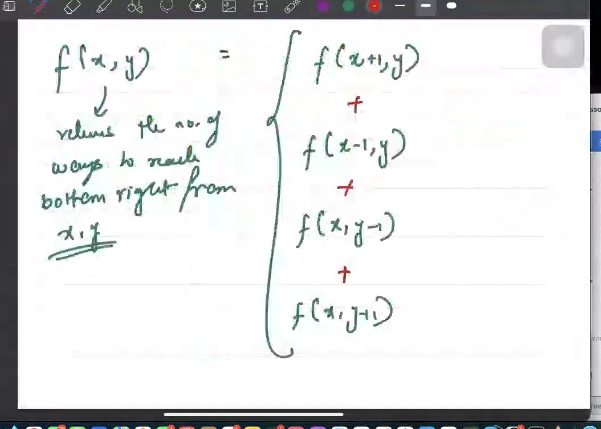 f(x, y) =
returns the no. of
ways to reach
bottom right from
x, y
f(x+1, y)
+
f(x-1, y)
+
f(x, y-1)
+
f(x, y+1)